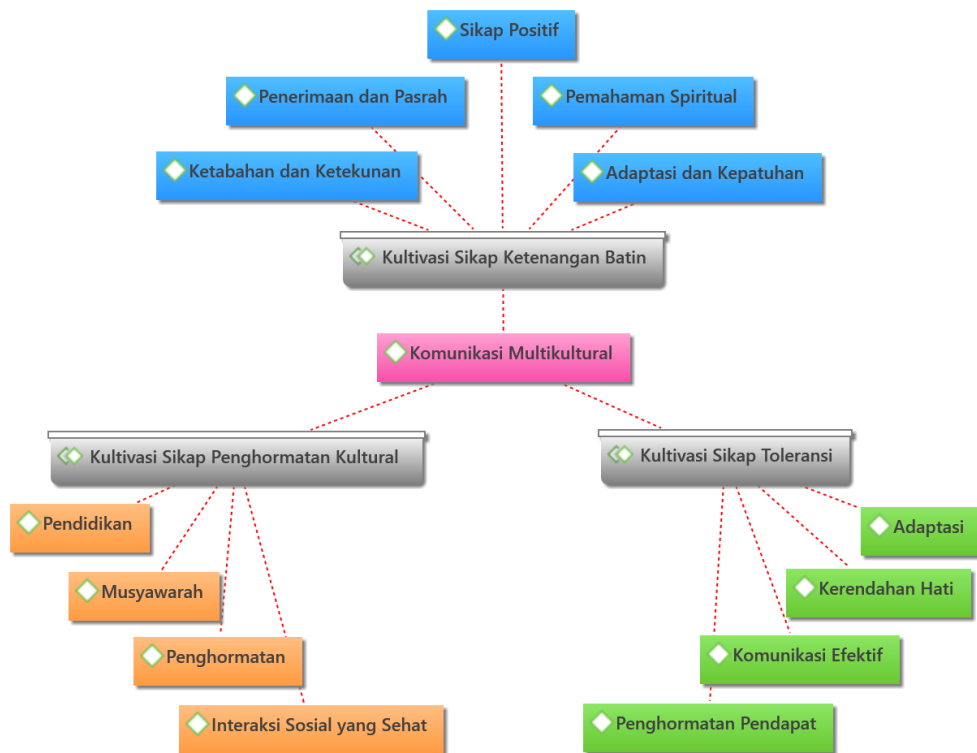 Sikap Positif
Penerimaan dan Pasrah
Pemahaman Spiritual
Ketabahan dan Ketekunan
Adaptasi dan Kepatuhan
Kultivasi Sikap Ketenangan Batin
Komunikasi Multikultural
Kultivasi Sikap Penghormatan Kultural
Kultivasi Sikap Toleransi
Pendidikan
Adaptasi
Musyawarah
Kerendahan Hati
Penghormatan
Komunikasi Efektif
Interaksi Sosial yang Sehat
Penghormatan Pendapat